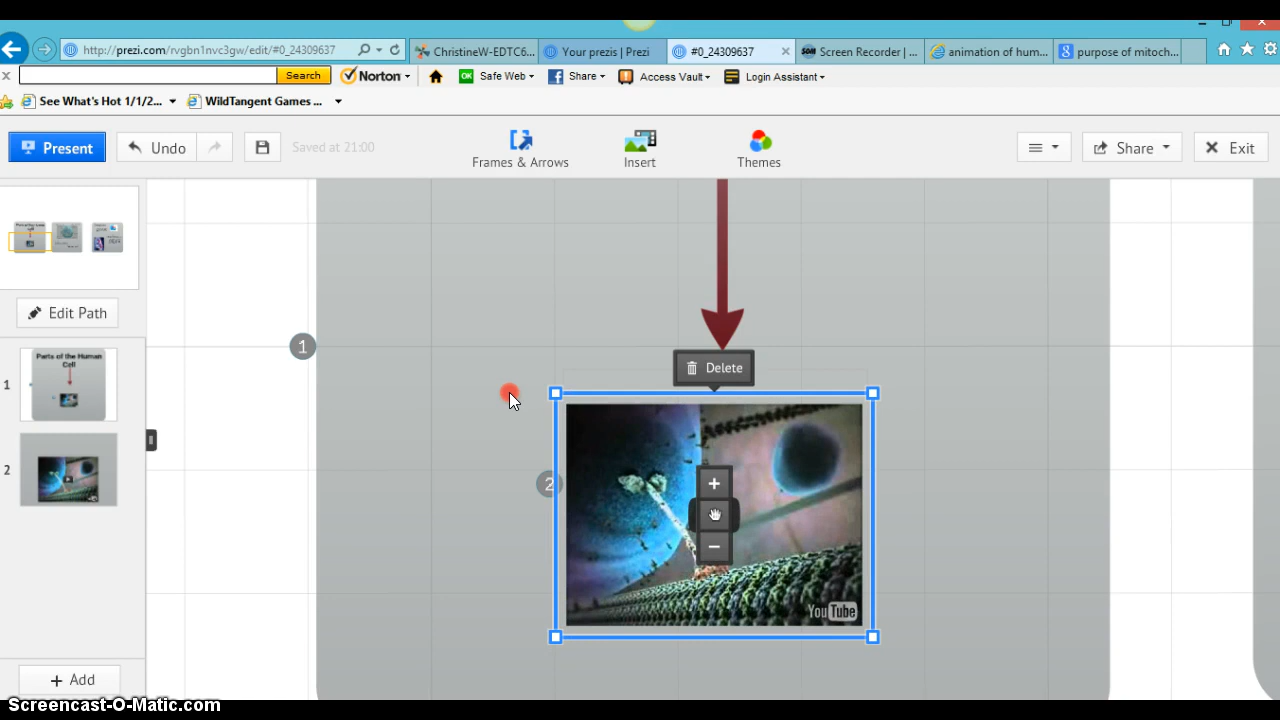 http://prezi.com/rvgbn1nvc3gw/edit/#0_24309637
ChristineW-EDTC6...
Your prezis | Prezi
#0_24309637
Screen Recorder | ...
animation of hum...
purpose of mitoch...
Search
Norton
Safe Web
Share
Access Vault
Login Assistant
See What's Hot 1/1/2...
WildTangent Games ...
Present
Undo
Saved at 21:00
Frames & Arrows
Insert
Themes
Share
Exit
Edit Path
1
Parts of the Human
Cell
2
Add
1
Delete
2
YouTube
Screencast-O-Matic.com